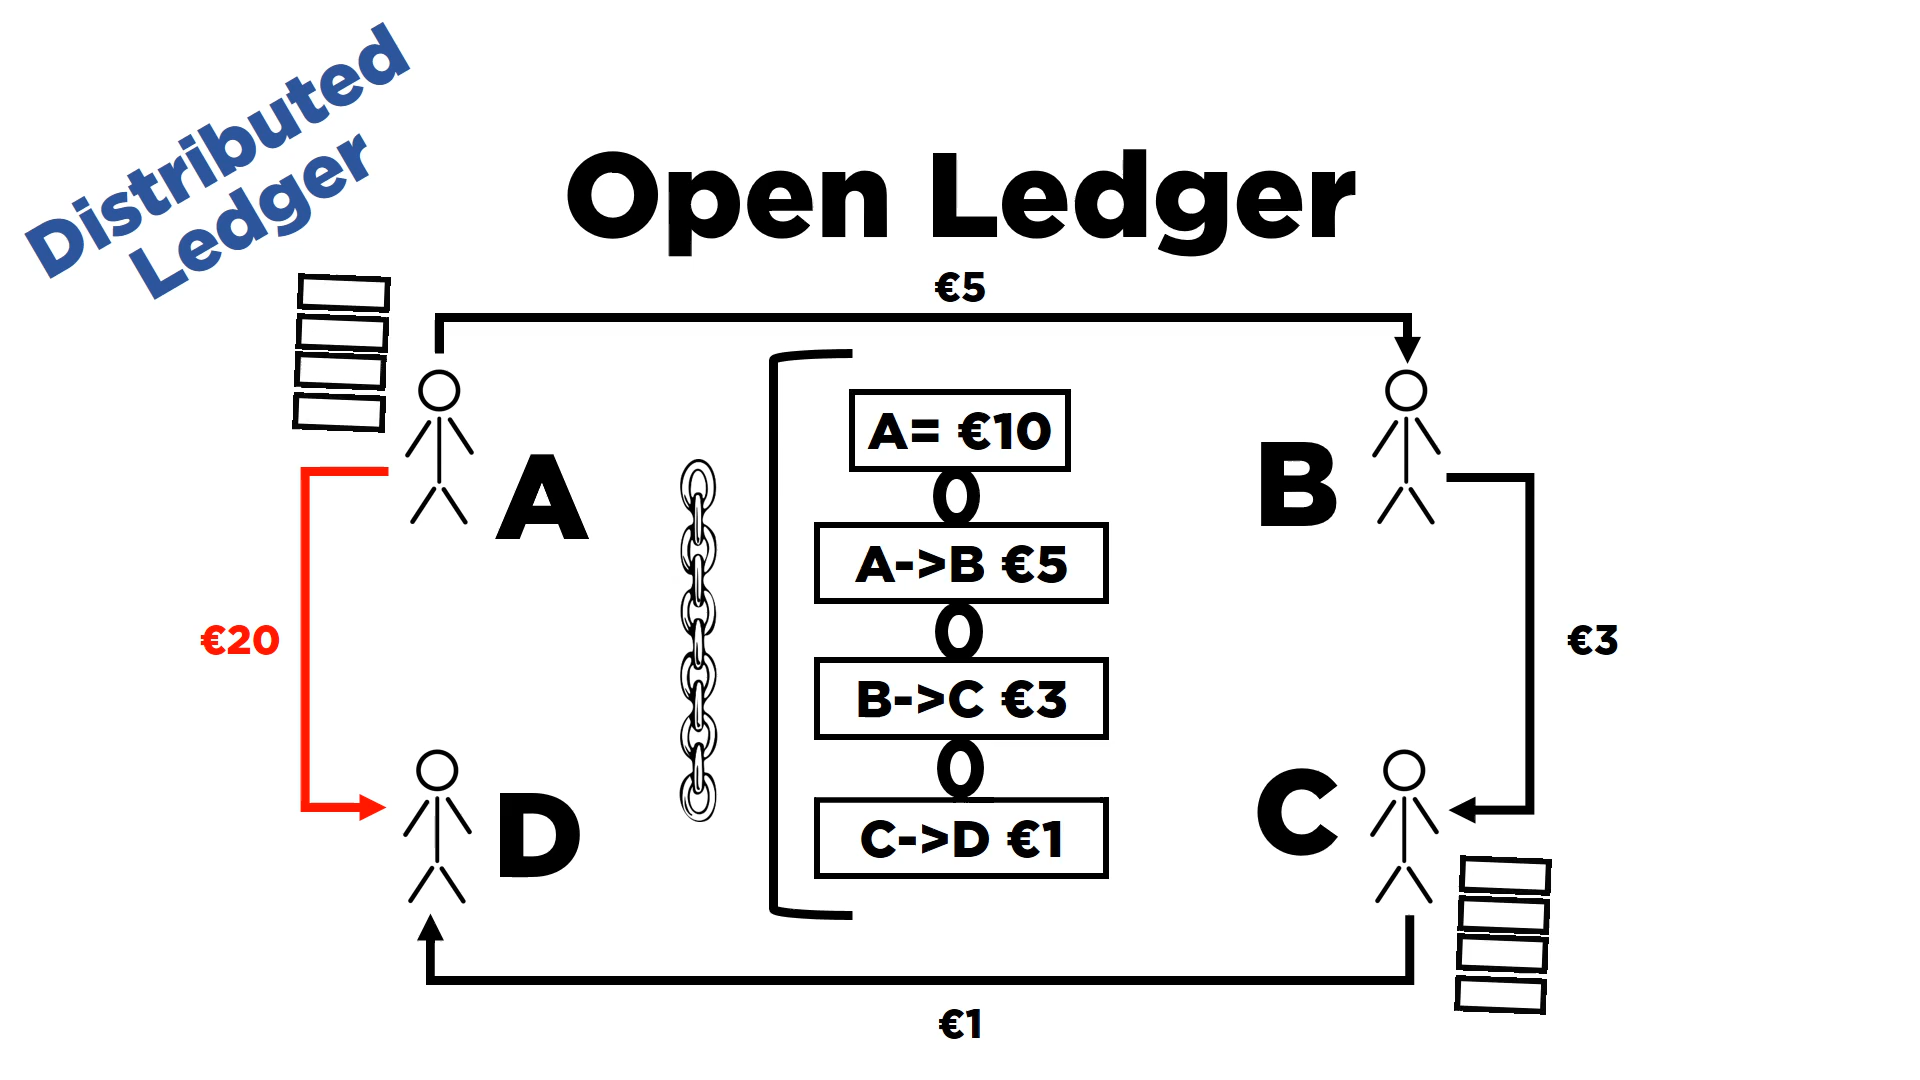 Distributed
Ledger
Open Ledger
€5
A= €10
A
B
A->B €5
€20
€3
B->C €3
D
C
C->D €1
€1